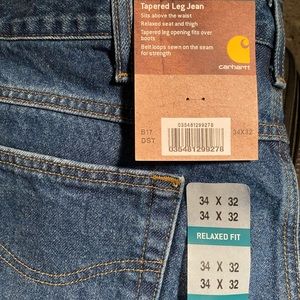 Tapered Leg Jean
Sits above the waist
Relaxed seat and thigh
Tapered leg opening fits over
boots
Belt loops sewn on the seam
for strength
carhartt
035481299278
B17
DST
34X32
035481299278
34 X 32
34 X 32
RELAXED FIT
34 X 32
34 X 32